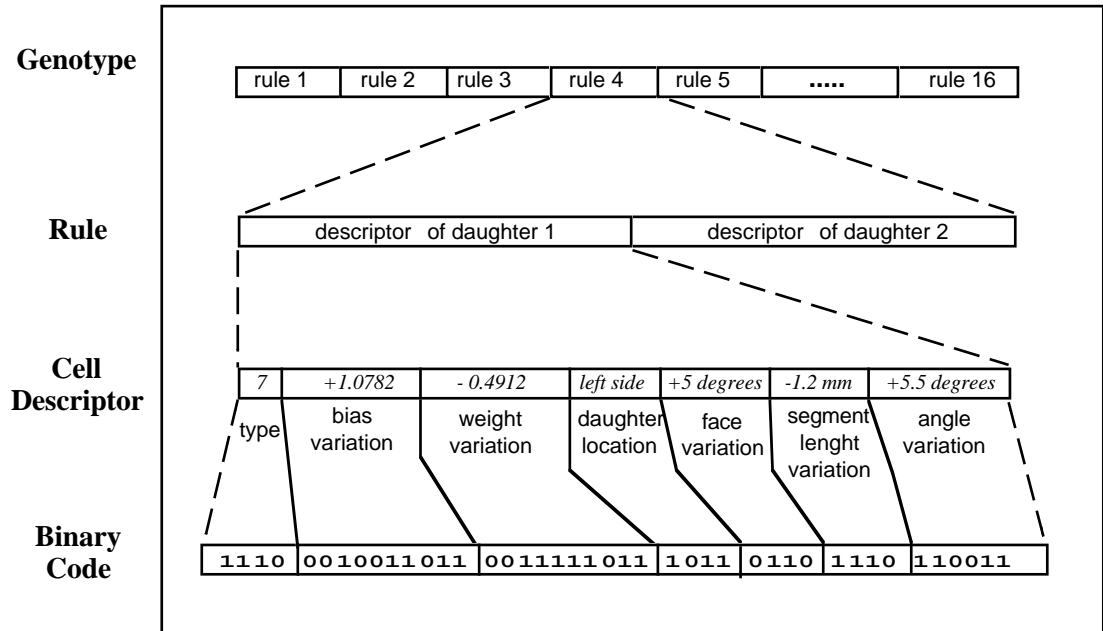 Genotype
rule 1 rule 2 rule 3 rule 4 rule 5 ..... rule 16
Rule
descriptor of daughter 1 descriptor of daughter 2
Cell
Descriptor
7 +1.0782 - 0.4912 left side +5 degrees -1.2 mm +5.5 degrees
type
bias
variation
weight
variation
daughter
location
face
variation
segment
lenght
variation
angle
variation
Binary
Code
1110 0010011011 0011111011 1011 0110 1110 110011